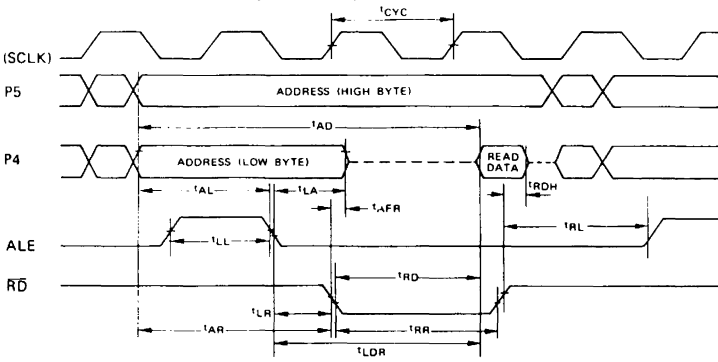 tCYC
(SCLK)
P5
ADDRESS (HIGH BYTE)
tAD
P4
ADDRESS (LOW BYTE)
READ
DATA
tAL
tLA
tRDH
tAFR
tRL
ALE
tLL
RD
tRD
tLR
tAR
tRR
tLDR